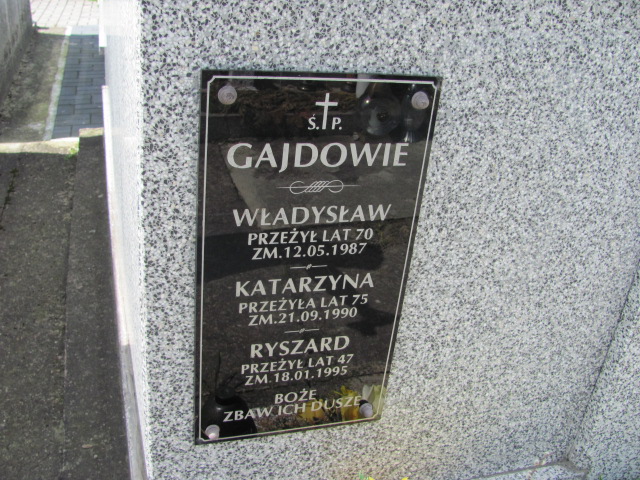 Ś.P.
GAJDOWIE
WŁADYSŁAW
PRZEŻYŁ LAT 70
ZM.12.05.1987
KATARZYNA
PRZEŻYŁA LAT 75
ZM.21.09.1990
RYSZARD
PRZEŻYŁ LAT 47
ZM.18.01.1995
BOŻE
ZBAW ICH DUSZE